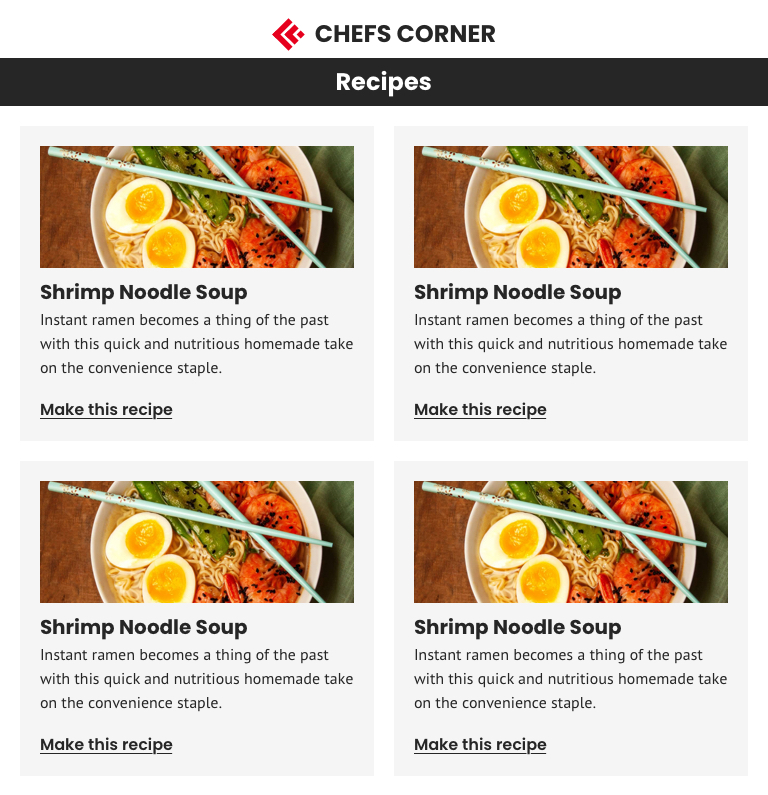 CHEFS CORNER
Recipes
Shrimp Noodle Soup
Instant ramen becomes a thing of the past
with this quick and nutritious homemade take
on the convenience staple.
Make this recipe
Shrimp Noodle Soup
Instant ramen becomes a thing of the past
with this quick and nutritious homemade take
on the convenience staple.
Make this recipe
Shrimp Noodle Soup
Instant ramen becomes a thing of the past
with this quick and nutritious homemade take
on the convenience staple.
Make this recipe
Shrimp Noodle Soup
Instant ramen becomes a thing of the past
with this quick and nutritious homemade take
on the convenience staple.
Make this recipe